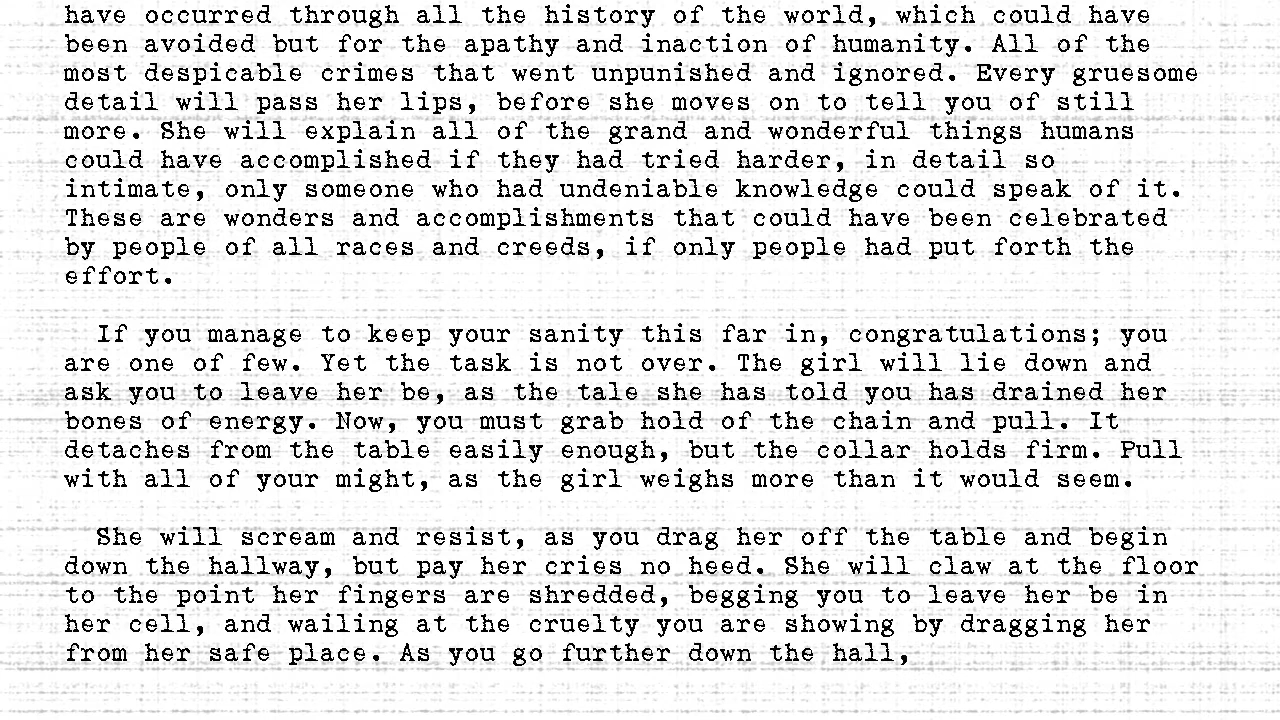 have occurred through all the history of the world, which could have
been avoided but for the apathy and inaction of humanity. All of the
most despicable crimes that went unpunished and ignored. Every gruesome
detail will pass her lips, before she moves on to tell you of still
more. She will explain all of the grand and wonderful things humans
could have accomplished if they had tried harder, in detail so
intimate, only someone who had undeniable knowledge could speak of it.
These are wonders and accomplishments that could have been celebrated
by people of all races and creeds, if only people had put forth the
effort.
If you manage to keep your sanity this far in, congratulations; you
are one of few. Yet the task is not over. The girl will lie down and
ask you to leave her be, as the tale she has told you has drained her
bones of energy. Now, you must grab hold of the chain and pull. It
detaches from the table easily enough, but the collar holds firm. Pull
with all of your might, as the girl weighs more than it would seem.
She will scream and resist, as you drag her off the table and begin
down the hallway, but pay her cries no heed. She will claw at the floor
to the point her fingers are shredded, begging you to leave her be in
her cell, and wailing at the cruelty you are showing by dragging her
from her safe place. As you go further down the hall,